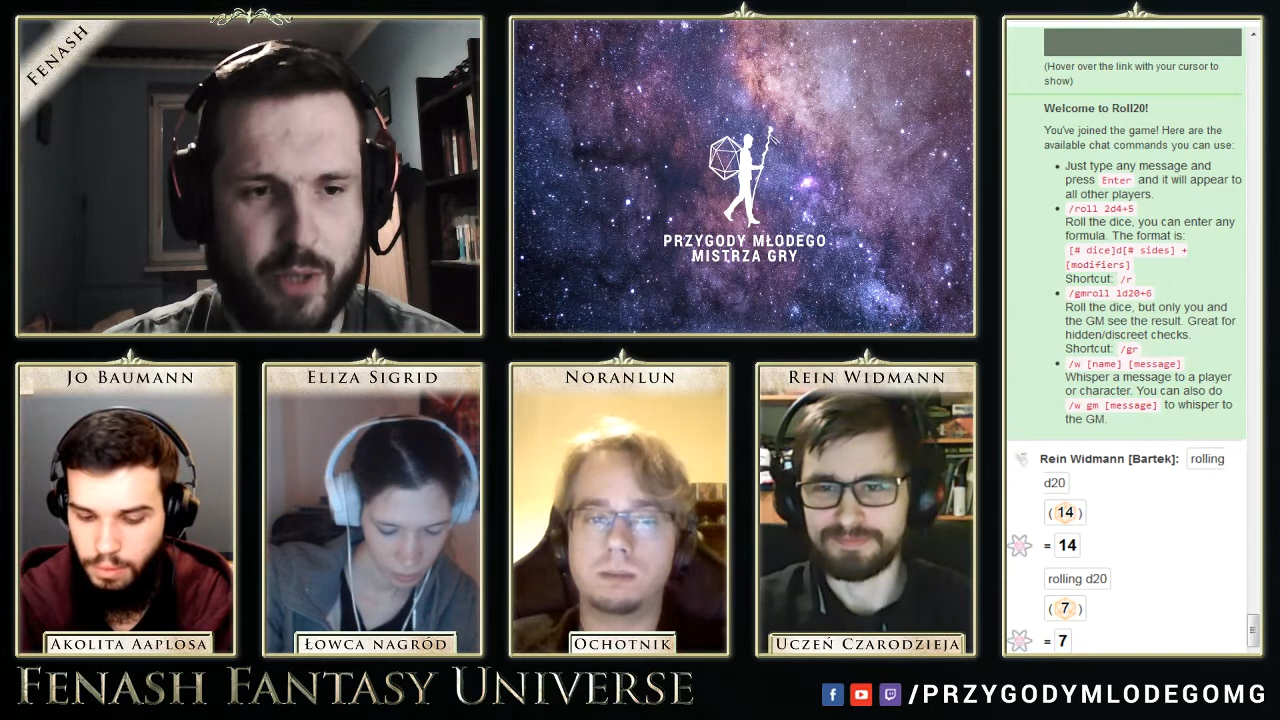 FENASH
PRZYGODY MŁODEGO
MISTRZA GRY
JO BAUMANN
ELIZA SIGRID
NORANLUN
REIN WIDMANN
AKOLITA AAPLOSA
ŁOWCA NAGRÓD
OCHOTNIK
UCZEŃ CZARODZIEJA
FENASH FANTASY UNIVERSE
/PRZYGODYMLODEGOMG
(Hover over the link with your cursor to
show)
Welcome to Roll20!
You've joined the game! Here are the
available chat commands you can use:
Just type any message and
press Enter and it will appear to
all other players.
/roll 2d4+5
Roll the dice, you can enter any
formula. The format is:
[# dice]d[# sides] +
[modifiers]
Shortcut: /r
/gmroll 1d20+6
Roll the dice, but only you and
the GM see the result. Great for
hidden/discreet checks.
Shortcut: /gr
/w [name] [message]
Whisper a message to a player
or character. You can also do
/w gm [message] to whisper to
the GM.
Rein Widmann [Bartek]: rolling
d20
(14)
= 14
rolling d20
(7)
= 7